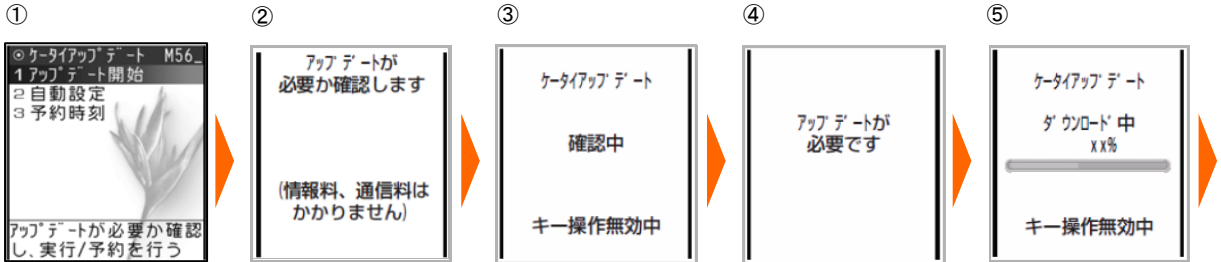 ①
⊙ケータイアップデート M56_
1アップデート開始
2自動設定
3予約時刻
アップデートが必要か確認
し、実行/予約を行う
②
アップデートが
必要か確認します
(情報料、通信料は
かかりません)
③
ケータイアップデート
確認中
キー操作無効中
④
アップデートが
必要です
⑤
ケータイアップデート
ダウンロード中
xx%
キー操作無効中